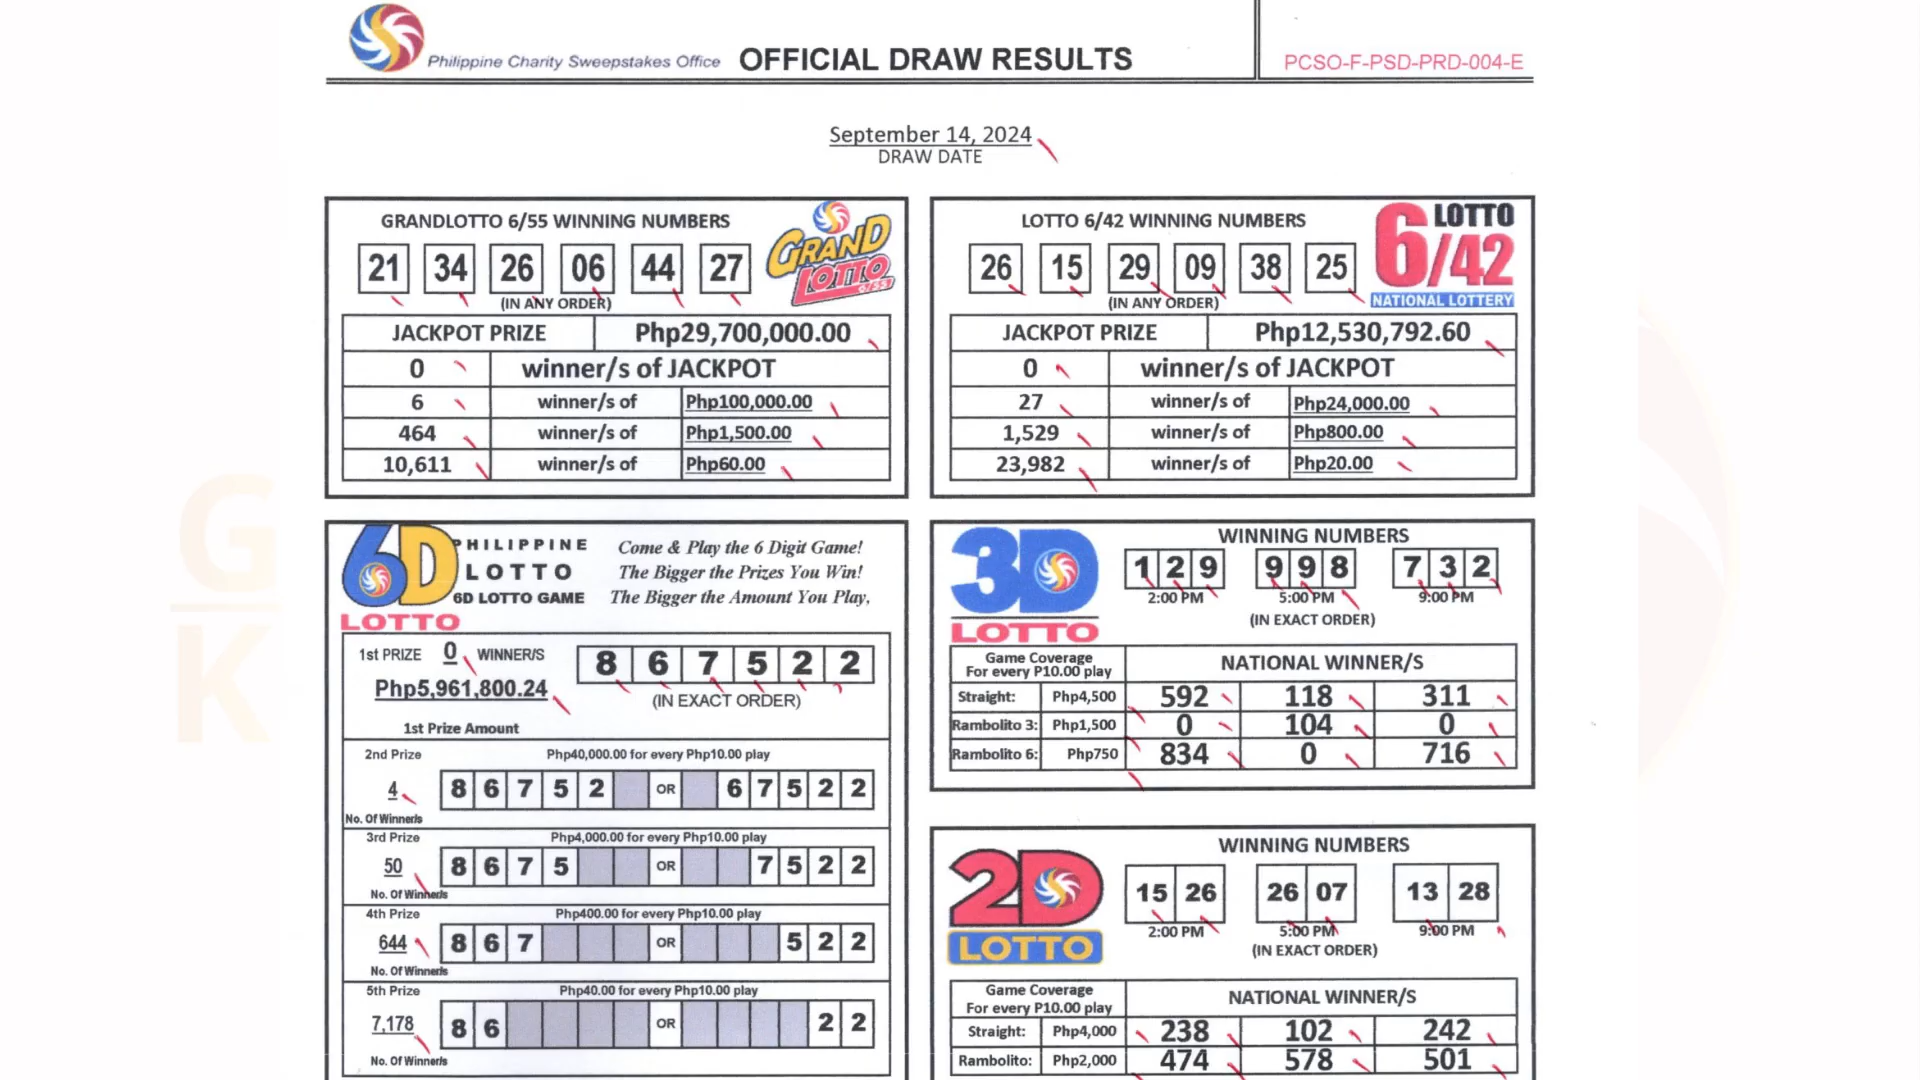 Philippine Charity Sweepstakes Office OFFICIAL DRAW RESULTS
PCSO-F-PSD-PRD-004-E
September 14, 2024
DRAW DATE
GRANDLOTTO 6/55 WINNING NUMBERS
21 34 26 06 44 27
(IN ANY ORDER)
GRAND
LOTTO
6/55
JACKPOT PRIZE Php29,700,000.00
0 winner/s of JACKPOT
6 winner/s of Php100,000.00
464 winner/s of Php1,500.00
10,611 winner/s of Php60.00
LOTTO 6/42 WINNING NUMBERS
26 15 29 09 38 25
(IN ANY ORDER)
LOTTO
6/42
NATIONAL LOTTERY
JACKPOT PRIZE Php12,530,792.60
0 winner/s of JACKPOT
27 winner/s of Php24,000.00
1,529 winner/s of Php800.00
23,982 winner/s of Php20.00
6D
LOTTO
PHILIPPINE
LOTTO
6D LOTTO GAME
Come & Play the 6 Digit Game!
The Bigger the Prizes You Win!
The Bigger the Amount You Play,
1st PRIZE 0 WINNER/S
8 6 7 5 2 2
Php5,961,800.24
(IN EXACT ORDER)
1st Prize Amount
2nd Prize Php40,000.00 for every Php10.00 play
4 8 6 7 5 2 OR 6 7 5 2 2
No. Of Winner/s
3rd Prize Php4,000.00 for every Php10.00 play
50 8 6 7 5 OR 7 5 2 2
No. Of Winner/s
4th Prize Php400.00 for every Php10.00 play
644 8 6 7 OR 5 2 2
No. Of Winner/s
5th Prize Php40.00 for every Php10.00 play
7,178 8 6 OR 2 2
No. Of Winner/s
3D
LOTTO
WINNING NUMBERS
1 2 9 9 9 8 7 3 2
2:00 PM 5:00 PM 9:00 PM
(IN EXACT ORDER)
Game Coverage
For every P10.00 play
NATIONAL WINNER/S
Straight: Php4,500 592 118 311
Rambolito 3: Php1,500 0 104 0
Rambolito 6: Php750 834 0 716
2D
LOTTO
WINNING NUMBERS
15 26 26 07 13 28
2:00 PM 5:00 PM 9:00 PM
(IN EXACT ORDER)
Game Coverage
For every P10.00 play
NATIONAL WINNER/S
Straight: Php4,000 238 102 242
Rambolito: Php2,000 474 578 501
G
K